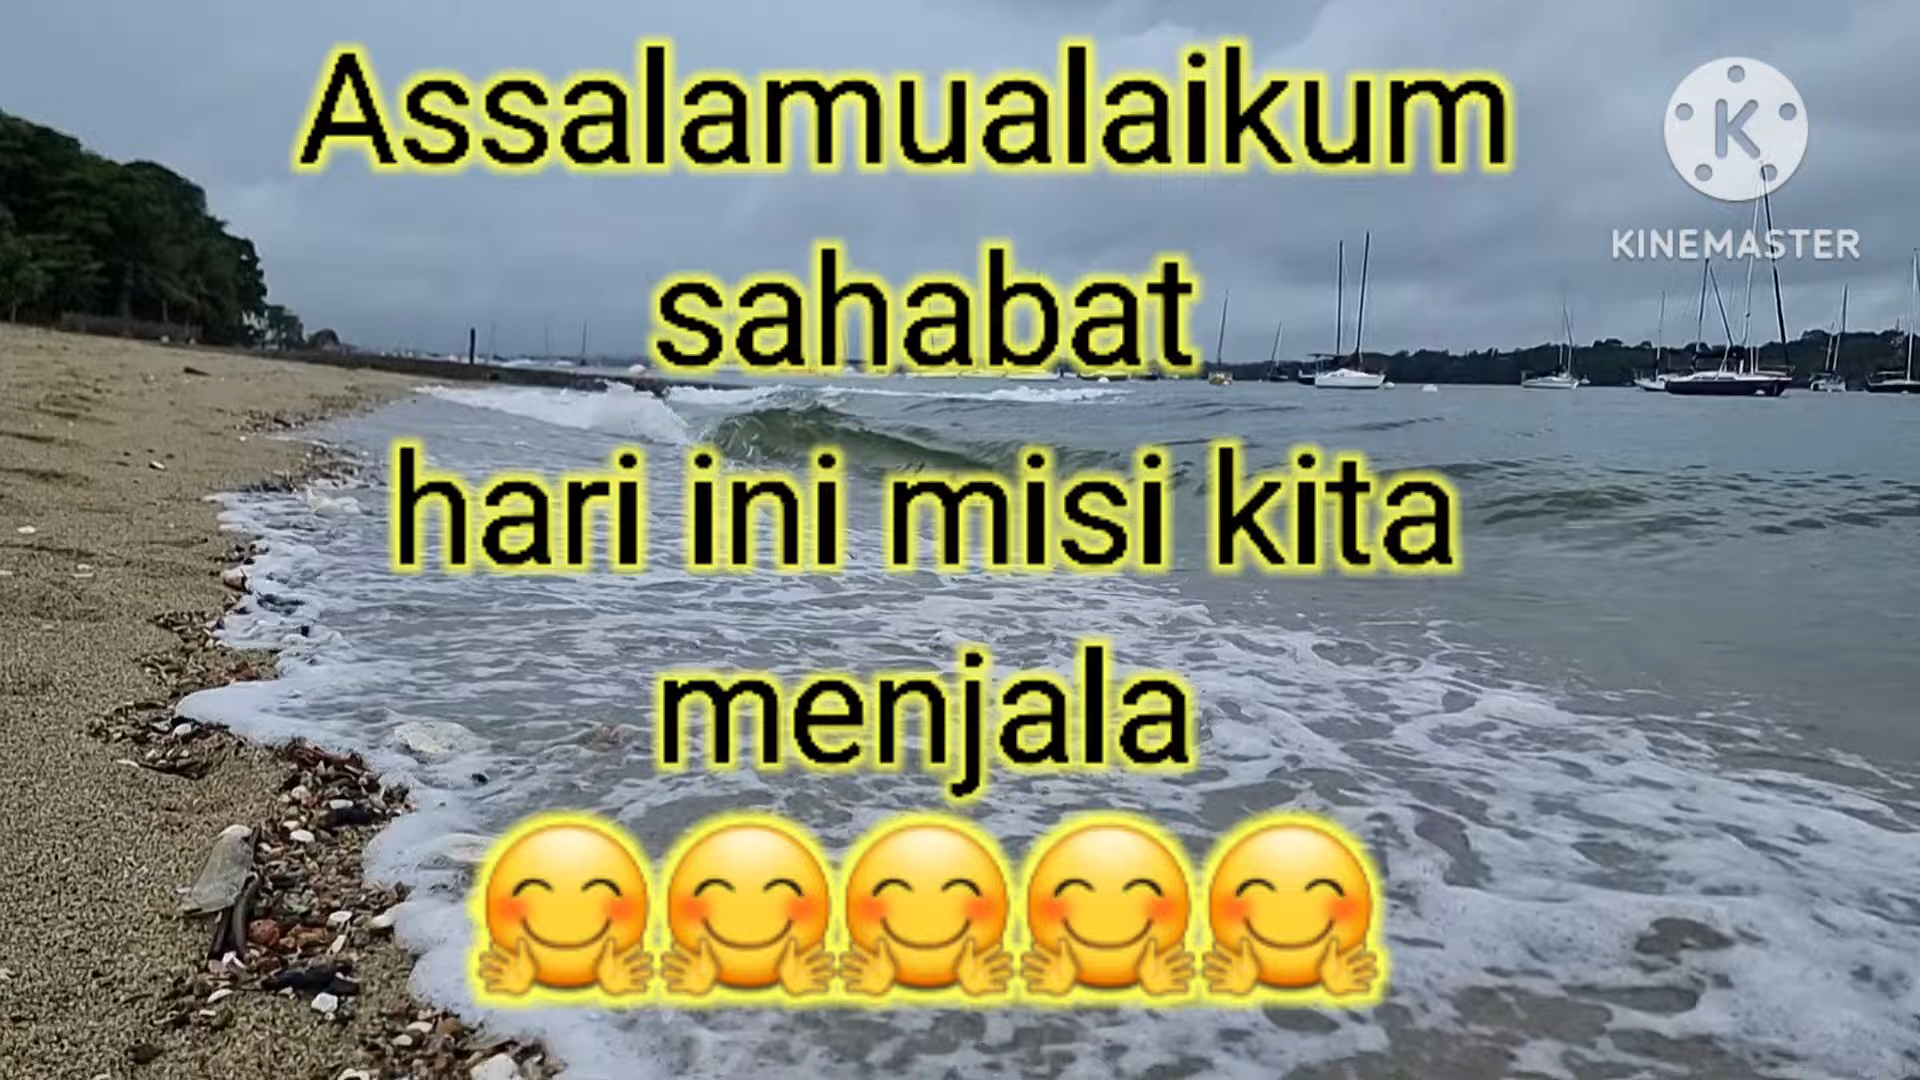 Assalamualaikum
sahabat
hari ini misi kita
menjala
🤗🤗🤗🤗🤗
K
KINEMASTER